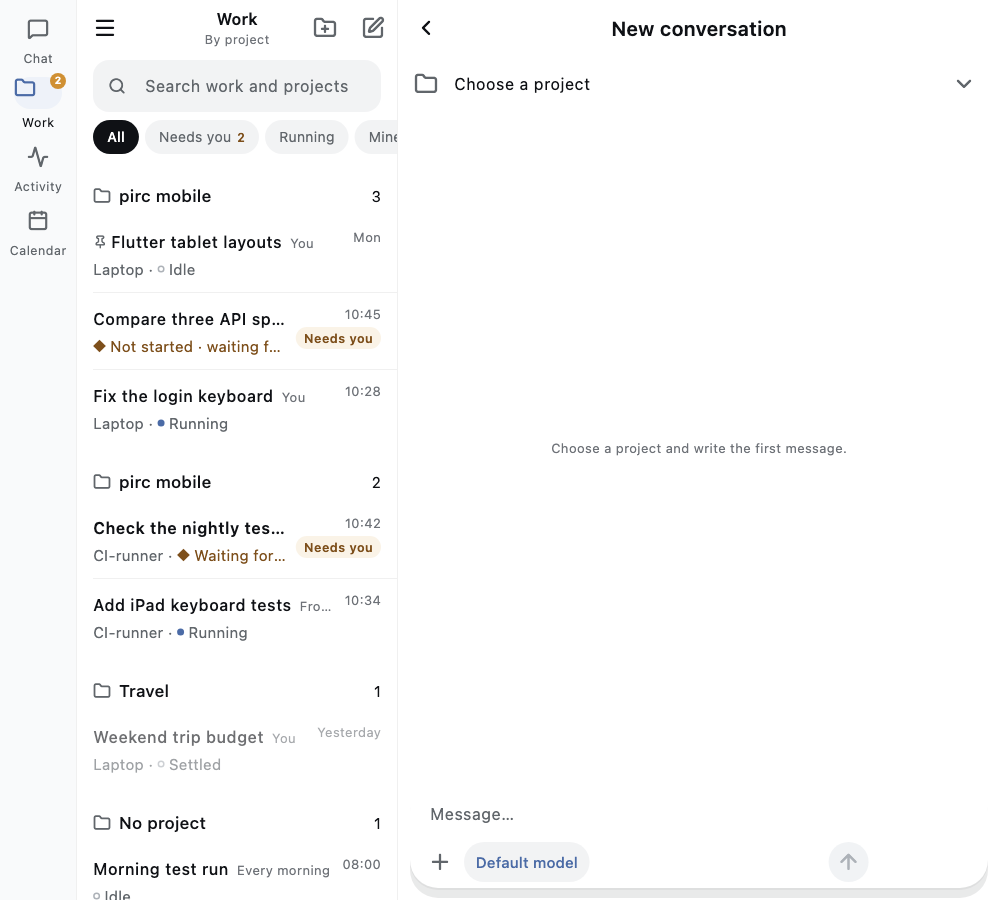 Chat
2
Work
Activity
Calendar
Work
By project
Search work and projects
All
Needs you 2
Running
Mine
pirc mobile
3
Flutter tablet layouts You
Mon
Laptop · Idle
Compare three API sp...
10:45
Not started · waiting f...
Needs you
Fix the login keyboard You
10:28
Laptop · Running
pirc mobile
2
Check the nightly tes...
10:42
CI-runner · Waiting for...
Needs you
Add iPad keyboard tests Fro...
10:34
CI-runner · Running
Travel
1
Weekend trip budget You
Yesterday
Laptop · Settled
No project
1
Morning test run Every morning
08:00
Idle
New conversation
Choose a project
Choose a project and write the first message.
Message...
Default model